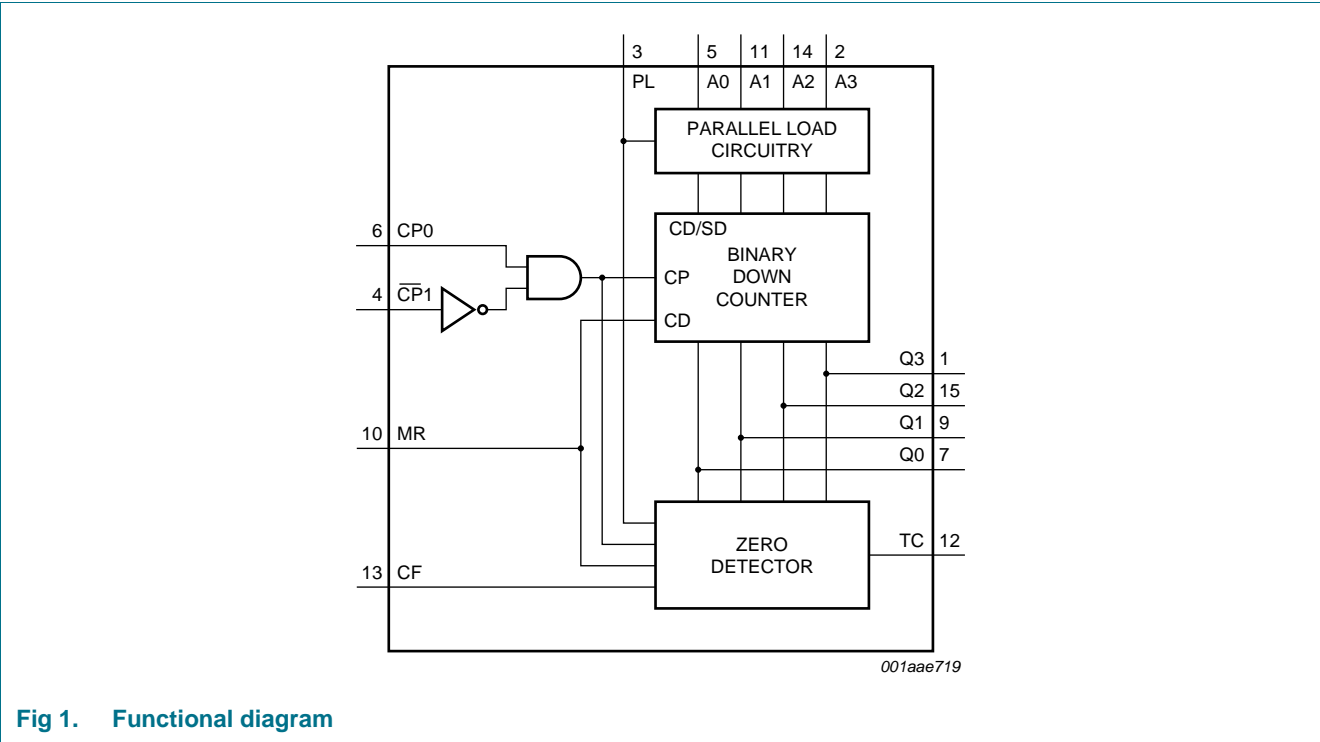 3 5 11 14 2
PL A0 A1 A2 A3
PARALLEL LOAD
CIRCUITRY
6 CP0
4 C̅P̅1
CD/SD
BINARY
DOWN
COUNTER
CP
CD
Q3 1
Q2 15
Q1 9
Q0 7
10 MR
13 CF
ZERO
DETECTOR
TC 12
001aae719
Fig 1. Functional diagram